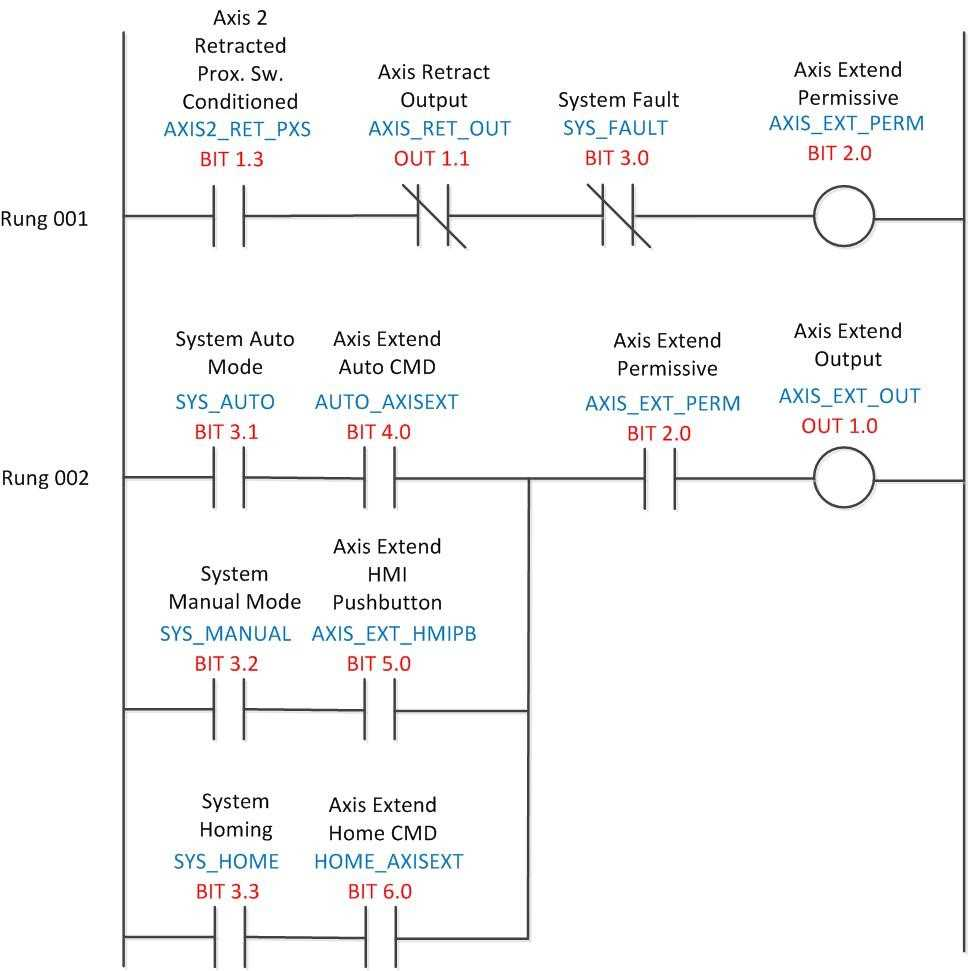 Axis 2
Retracted
Prox. Sw.
Conditioned
AXIS2_RET_PXS
BIT 1.3
Axis Retract
Output
AXIS_RET_OUT
OUT 1.1
System Fault
SYS_FAULT
BIT 3.0
Axis Extend
Permissive
AXIS_EXT_PERM
BIT 2.0
Rung 001
System Auto
Mode
SYS_AUTO
BIT 3.1
Axis Extend
Auto CMD
AUTO_AXISEXT
BIT 4.0
Axis Extend
Permissive
AXIS_EXT_PERM
BIT 2.0
Axis Extend
Output
AXIS_EXT_OUT
OUT 1.0
Rung 002
System
Manual Mode
SYS_MANUAL
BIT 3.2
Axis Extend
HMI
Pushbutton
AXIS_EXT_HMIPB
BIT 5.0
System
Homing
SYS_HOME
BIT 3.3
Axis Extend
Home CMD
HOME_AXISEXT
BIT 6.0